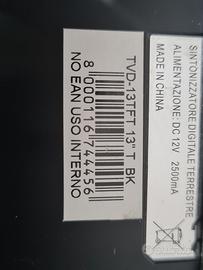 TVD-13TFT 13" T BK
8 000116 744456
NO EAN USO INTERNO
SINTONIZZATORE DIGITALE TERRESTRE
ALIMENTAZIONE: DC 12V 2500mA
MADE IN CHINA